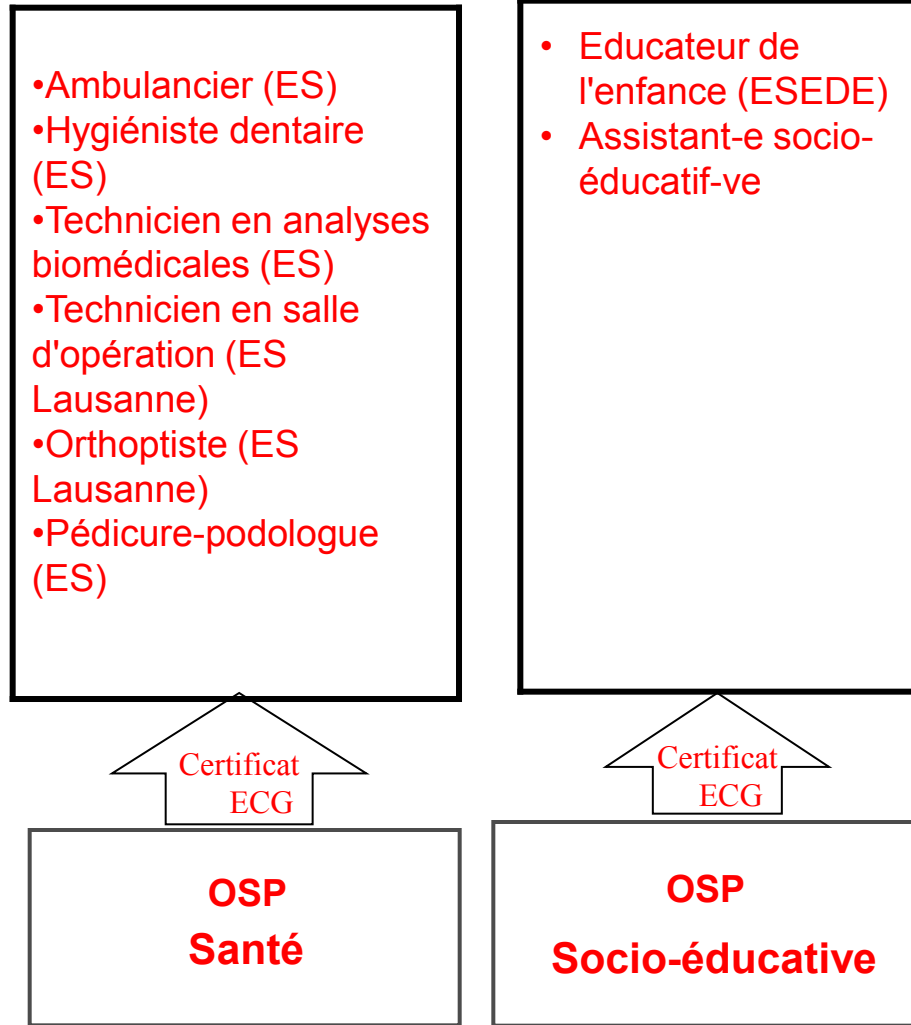 •Ambulancier (ES)
•Hygiéniste dentaire
(ES)
•Technicien en analyses
biomédicales (ES)
•Technicien en salle
d'opération (ES
Lausanne)
•Orthoptiste (ES
Lausanne)
•Pédicure-podologue
(ES)
• Educateur de
l'enfance (ESEDE)
• Assistant-e socio-
éducatif-ve
Certificat
ECG
Certificat
ECG
OSP
Santé
OSP
Socio-éducative